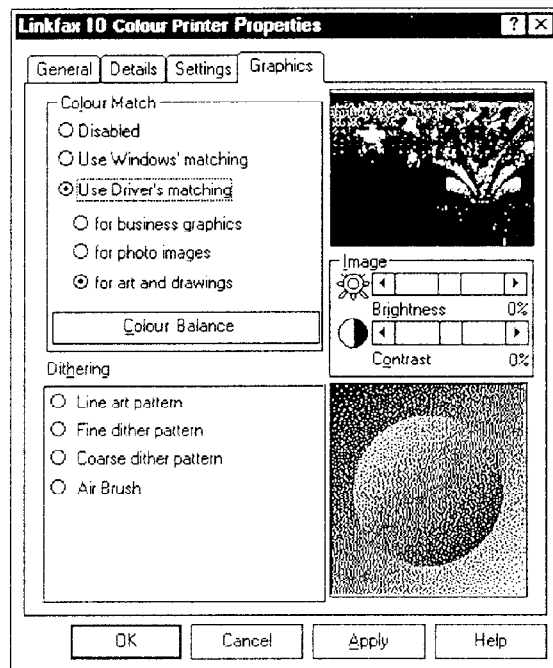 Linkfax 10 Colour Printer Properties ? X
General Details Settings Graphics
Colour Match
Disabled
Use Windows' matching
Use Driver's matching
for business graphics
for photo images
for art and drawings
Colour Balance
Image
Brightness 0%
Contrast 0%
Dithering
Line art pattern
Fine dither pattern
Coarse dither pattern
Air Brush
OK Cancel Apply Help